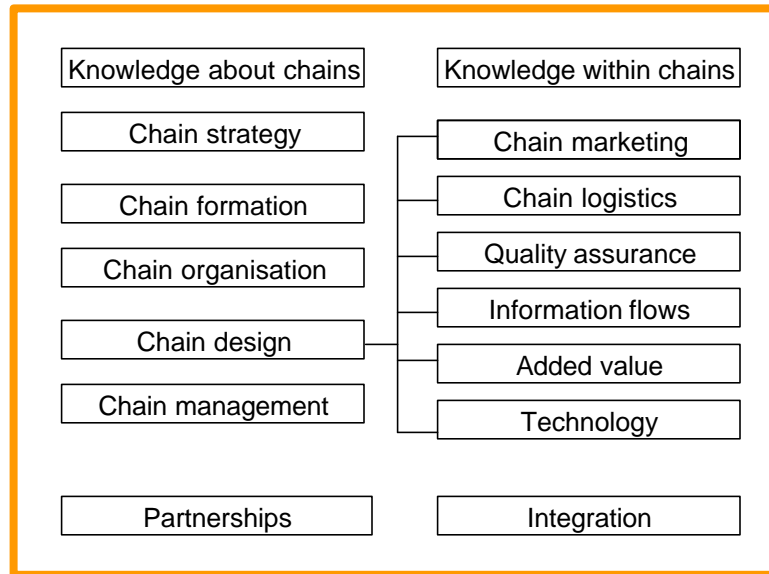 Knowledge about chains
Knowledge within chains
Chain strategy
Chain formation
Chain organisation
Chain design
Chain management
Chain marketing
Chain logistics
Quality assurance
Information flows
Added value
Technology
Partnerships
Integration